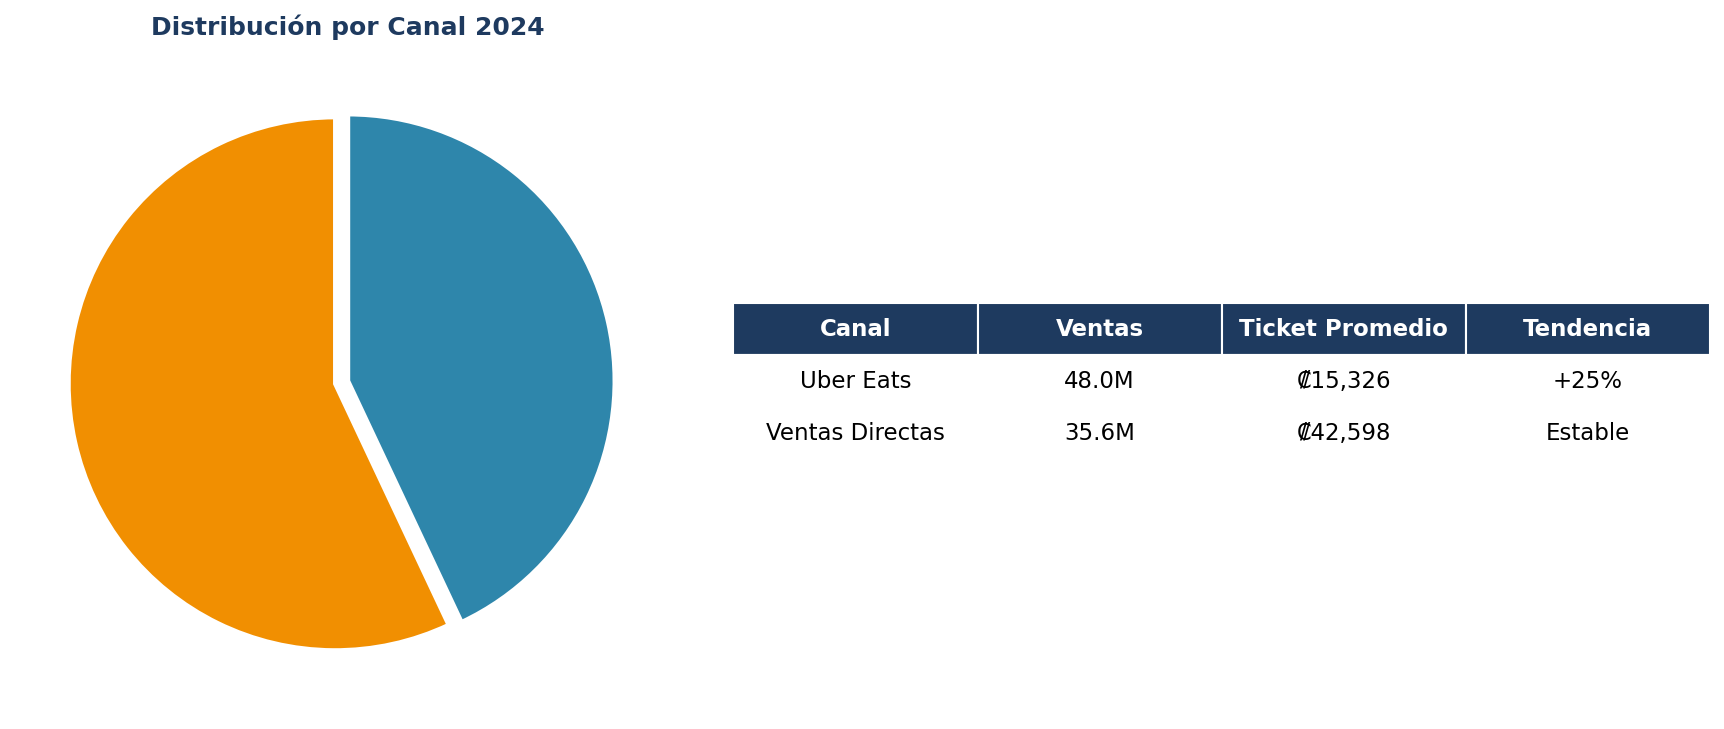 Distribución por Canal 2024
Canal Ventas Ticket Promedio Tendencia
Uber Eats 48.0M ₡15,326 +25%
Ventas Directas 35.6M ₡42,598 Estable